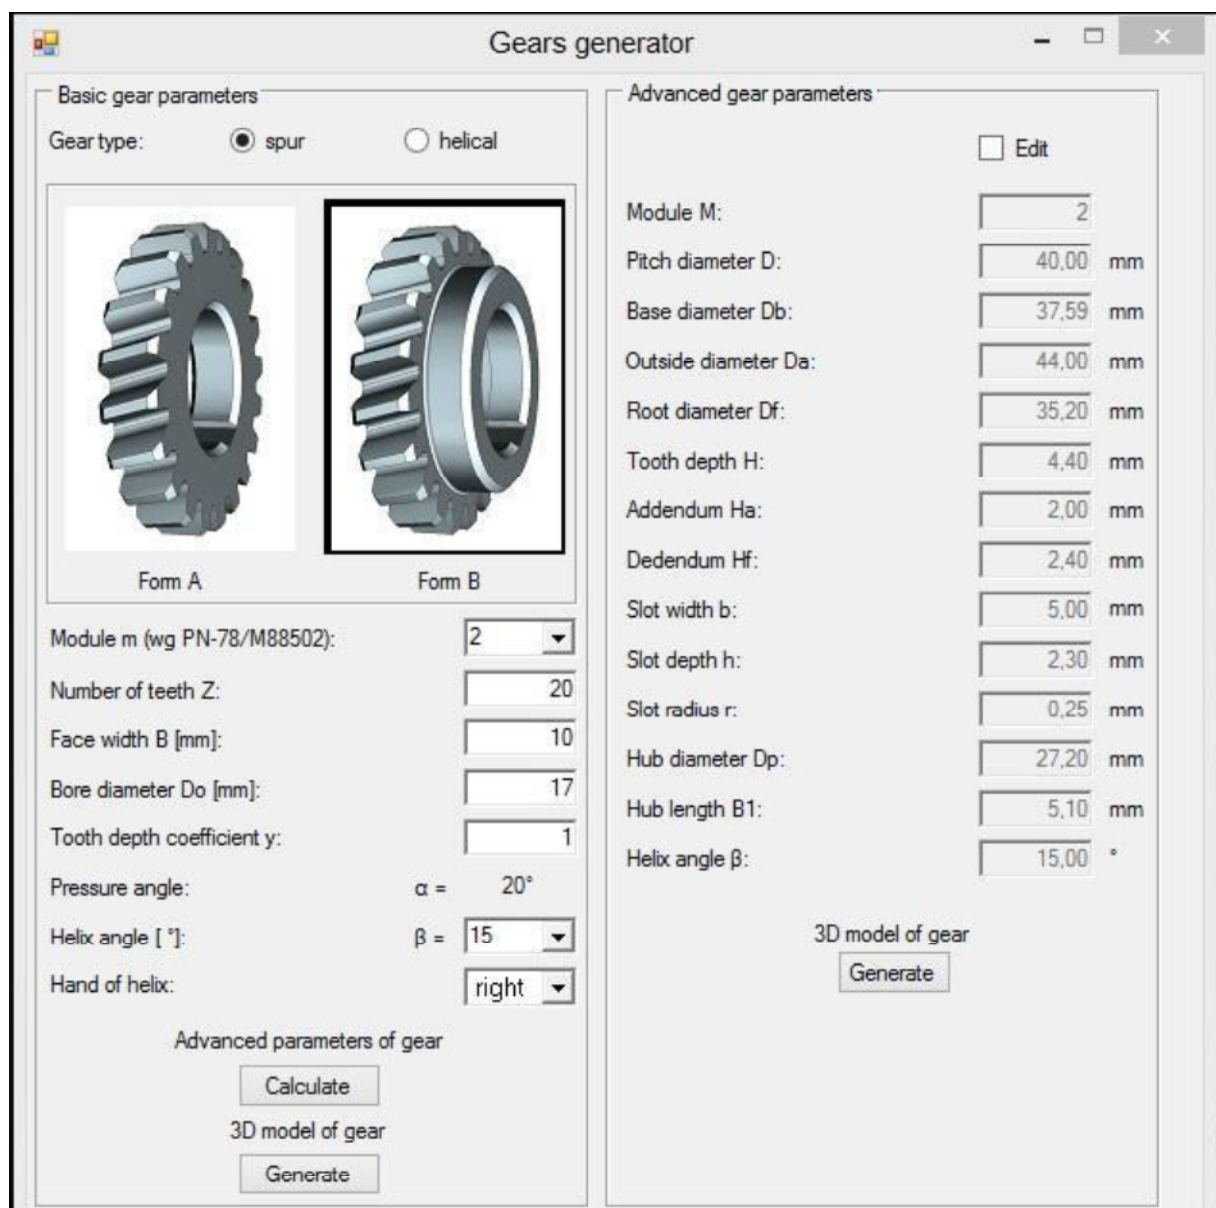 Gears generator
Basic gear parameters
Gear type: spur helical
Form A Form B
Module m (wg PN-78/M88502): 2
Number of teeth Z: 20
Face width B [mm]: 10
Bore diameter Do [mm]: 17
Tooth depth coefficient y: 1
Pressure angle: α = 20°
Helix angle [ °]: β = 15
Hand of helix: right
Advanced parameters of gear
Calculate
3D model of gear
Generate
Advanced gear parameters
Edit
Module M: 2
Pitch diameter D: 40,00 mm
Base diameter Db: 37,59 mm
Outside diameter Da: 44,00 mm
Root diameter Df: 35,20 mm
Tooth depth H: 4,40 mm
Addendum Ha: 2,00 mm
Dedendum Hf: 2,40 mm
Slot width b: 5,00 mm
Slot depth h: 2,30 mm
Slot radius r: 0,25 mm
Hub diameter Dp: 27,20 mm
Hub length B1: 5,10 mm
Helix angle β: 15,00 °
3D model of gear
Generate